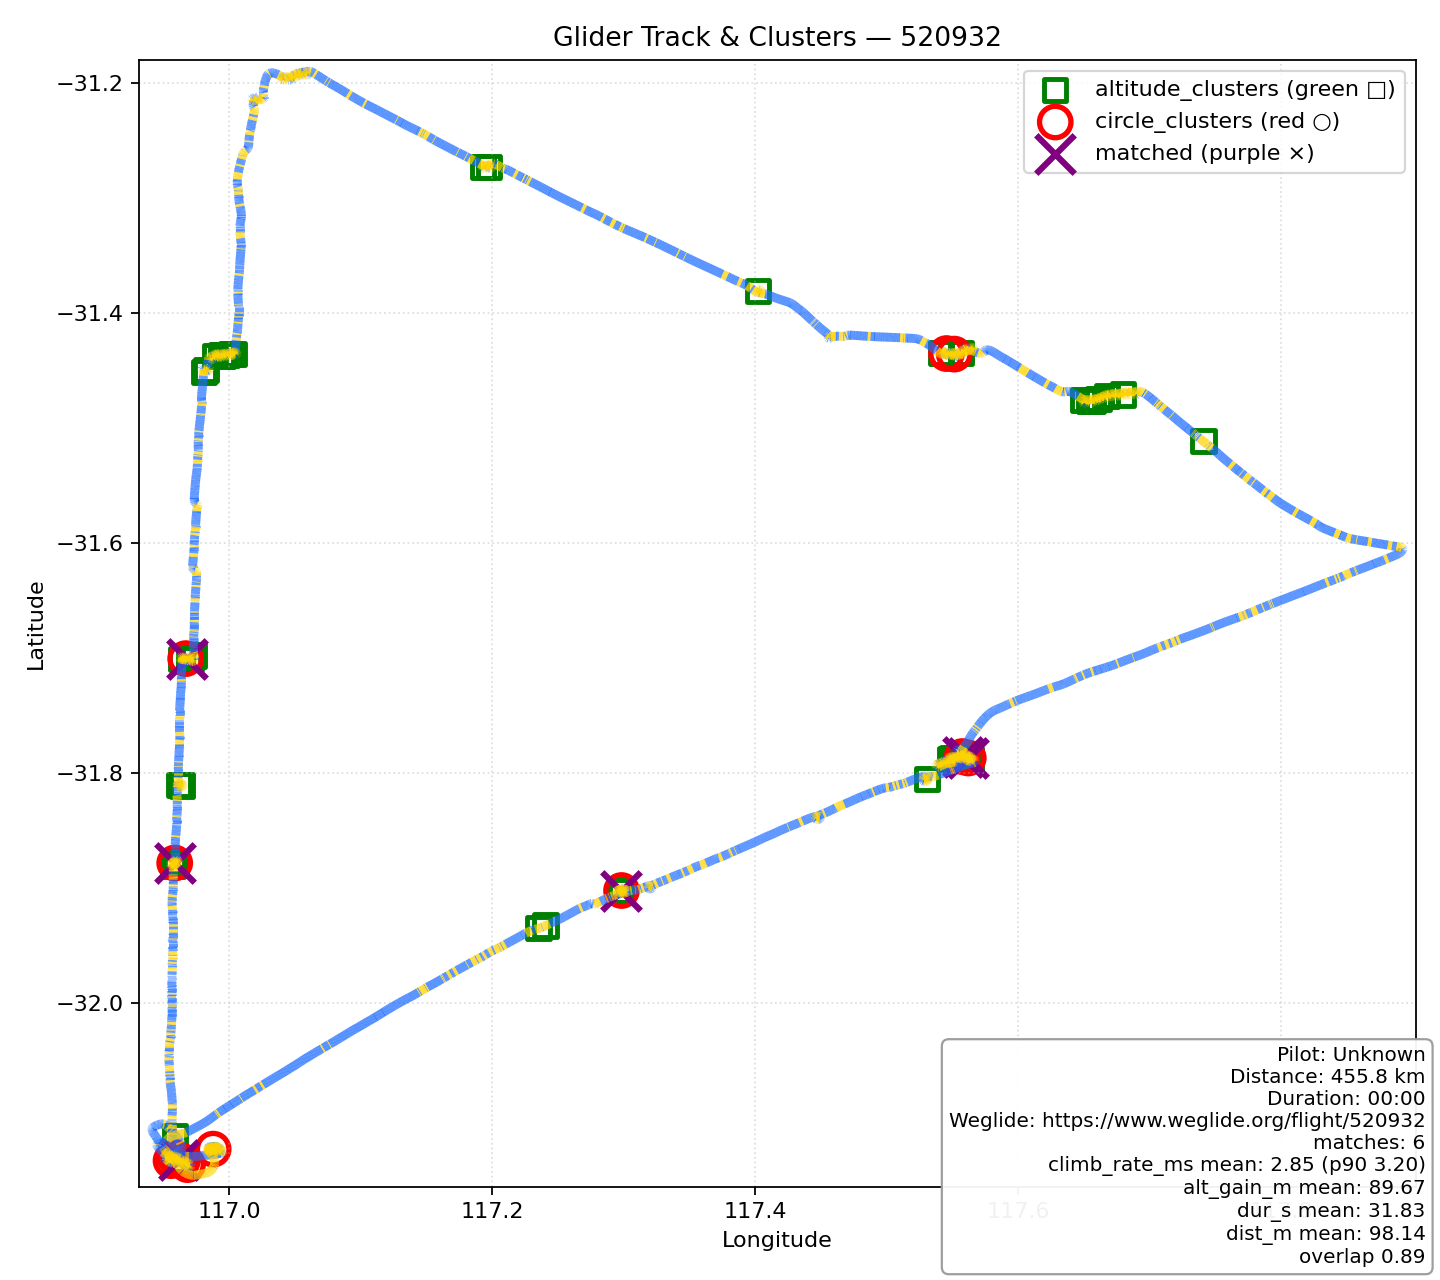 Glider Track & Clusters — 520932
altitude_clusters (green □)
circle_clusters (red ○)
matched (purple ×)
−31.2
−31.4
−31.6
−31.8
−32.0
Latitude
117.0
117.2
117.4
117.6
Longitude
Pilot: Unknown
Distance: 455.8 km
Duration: 00:00
Weglide: https://www.weglide.org/flight/520932
matches: 6
climb_rate_ms mean: 2.85 (p90 3.20)
alt_gain_m mean: 89.67
dur_s mean: 31.83
dist_m mean: 98.14
overlap 0.89